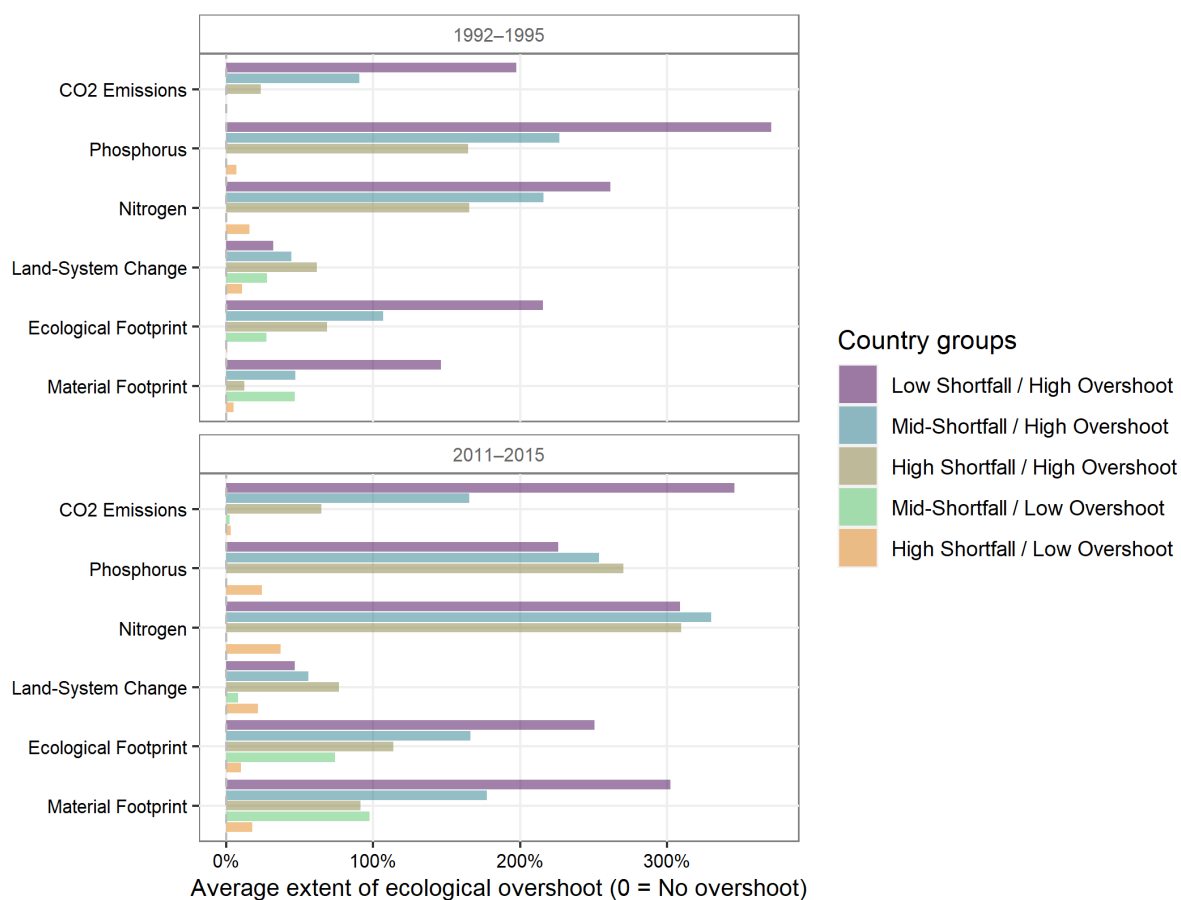 1992–1995
CO2 Emissions
Phosphorus
Nitrogen
Land-System Change
Ecological Footprint
Material Footprint
2011–2015
CO2 Emissions
Phosphorus
Nitrogen
Land-System Change
Ecological Footprint
Material Footprint
0% 100% 200% 300%
Average extent of ecological overshoot (0 = No overshoot)
Country groups
Low Shortfall / High Overshoot
Mid-Shortfall / High Overshoot
High Shortfall / High Overshoot
Mid-Shortfall / Low Overshoot
High Shortfall / Low Overshoot